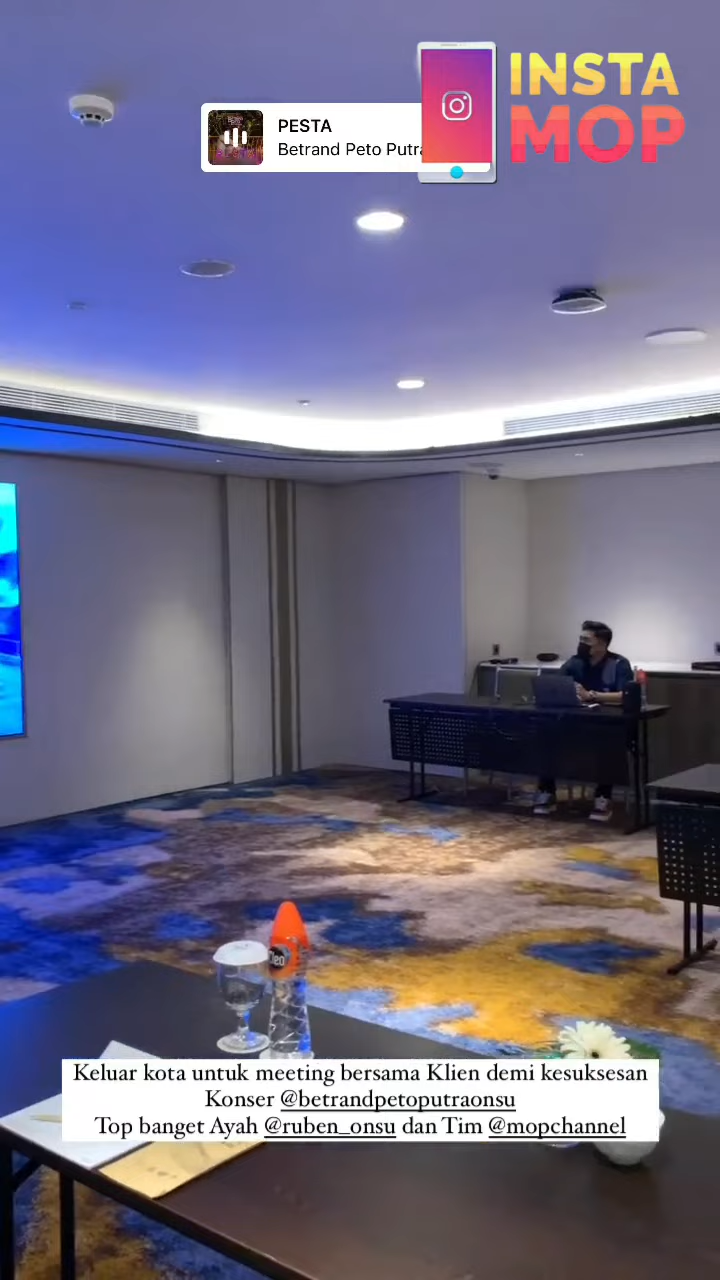 INSTA
MOP
PESTA
Betrand Peto Putra
Keluar kota untuk meeting bersama Klien demi kesuksesan
Konser @betrandpetoputraonsu
Top banget Ayah @ruben_onsu dan Tim @mopchannel